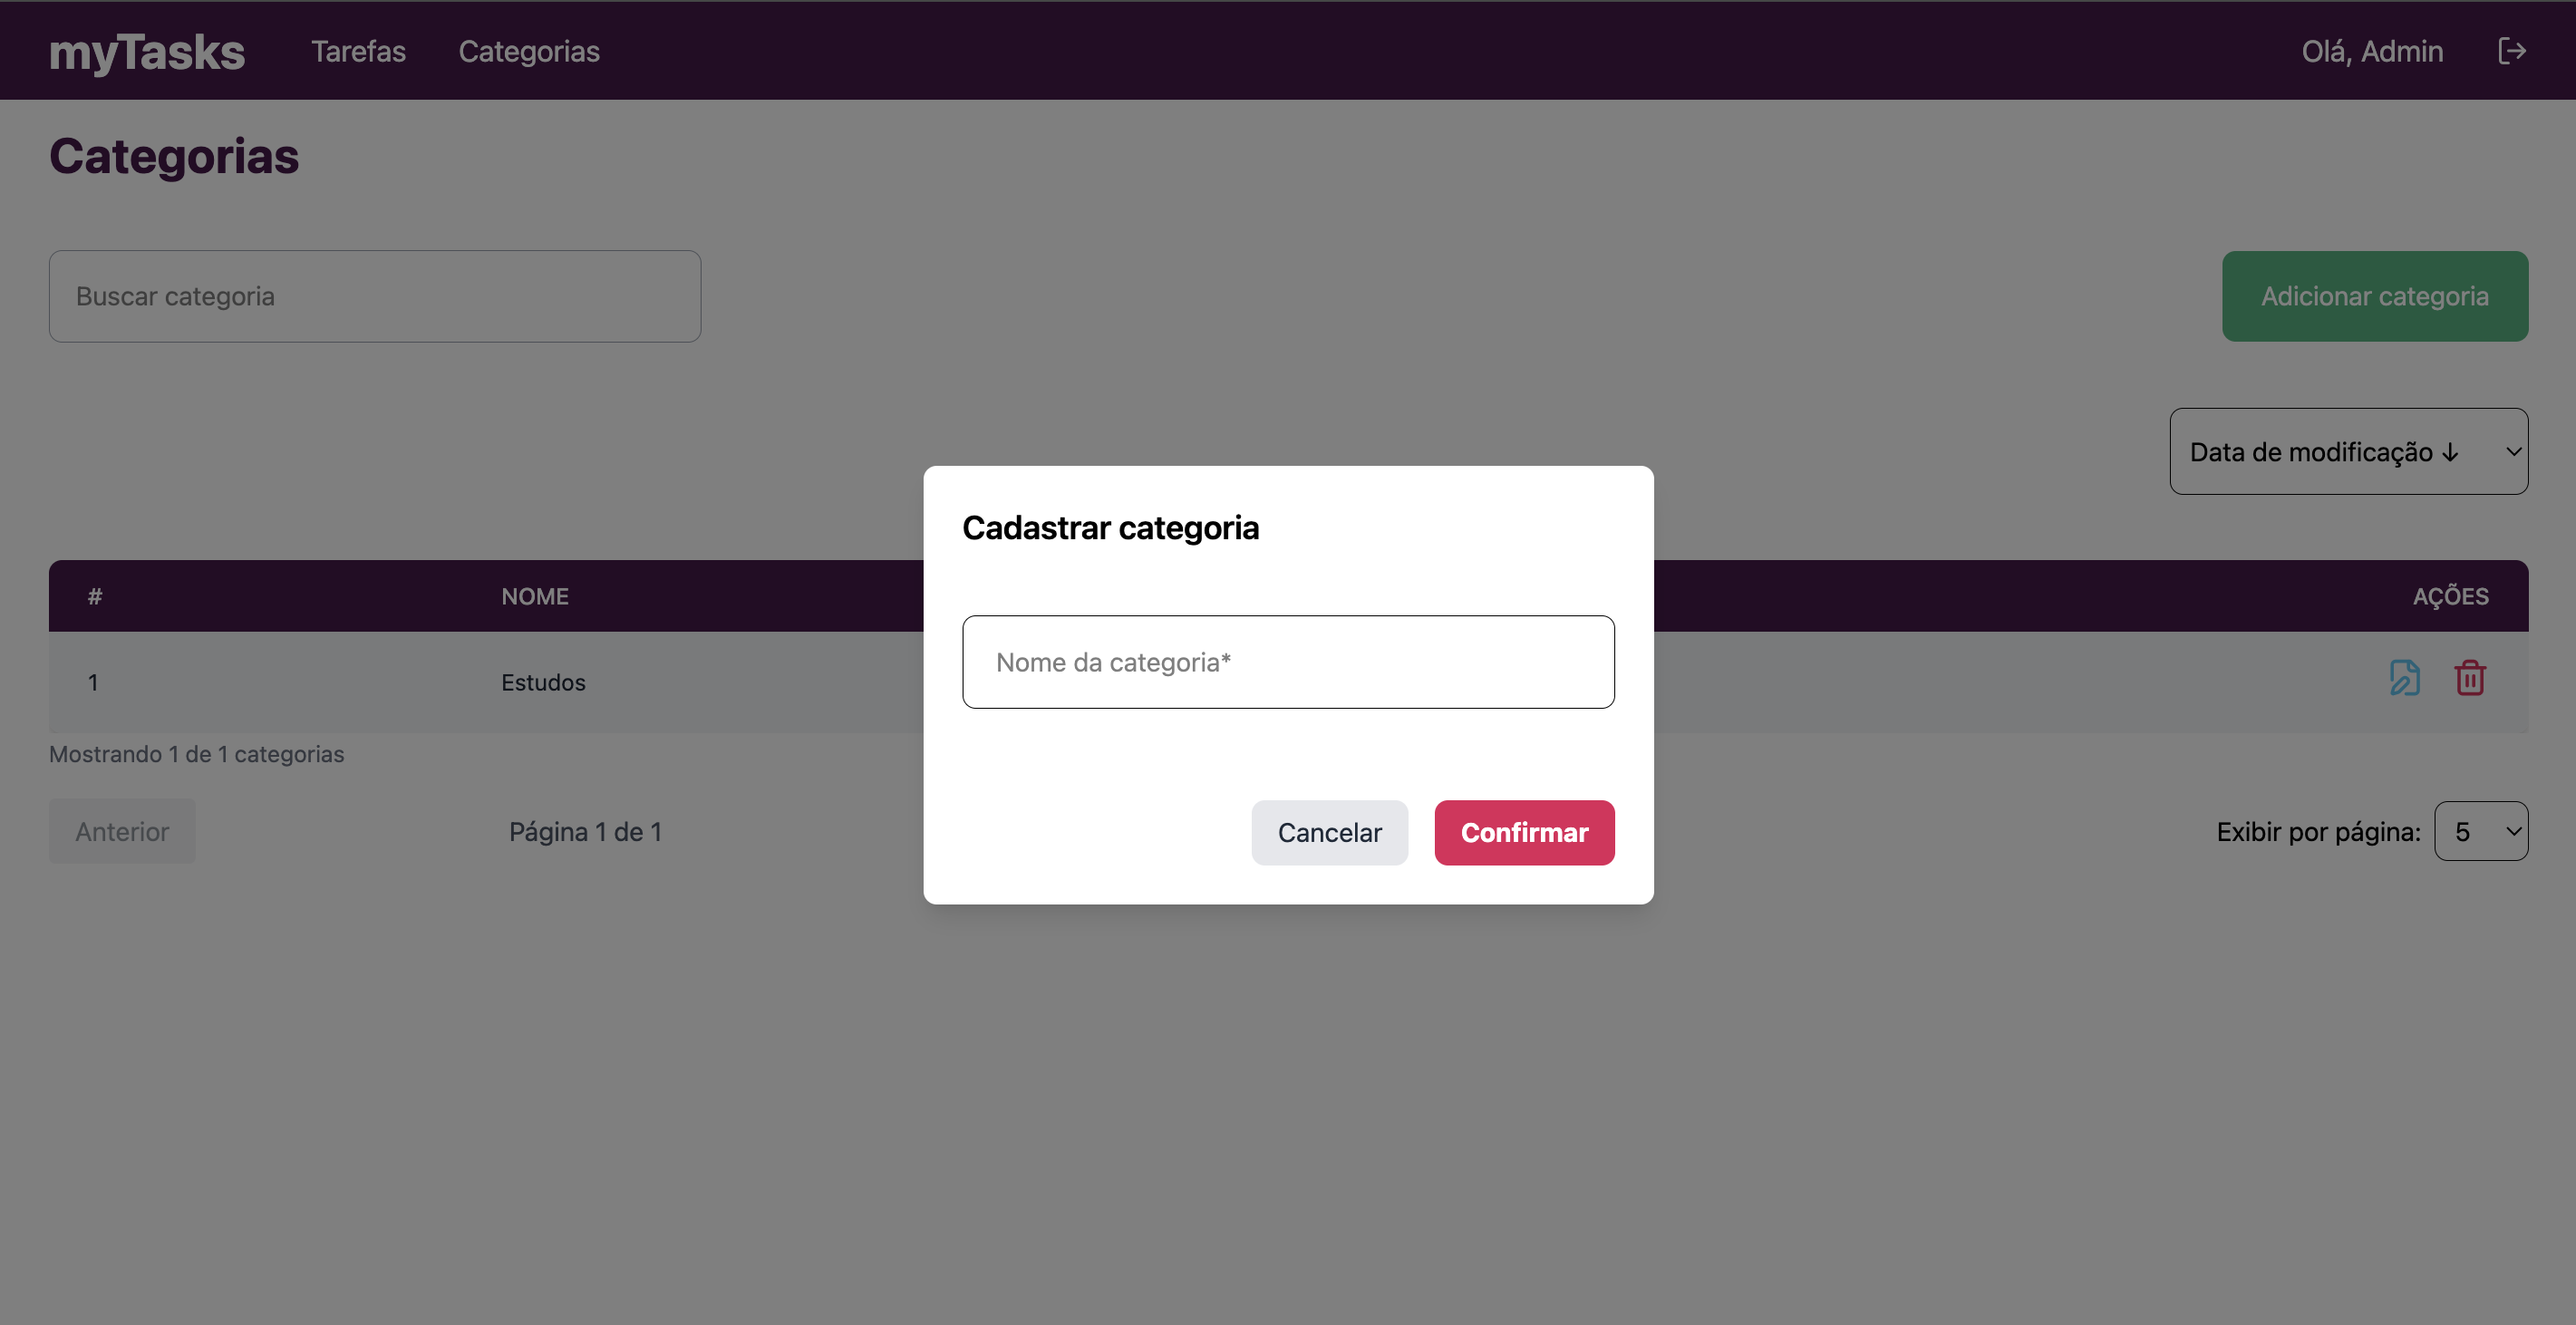 myTasks Tarefas Categorias Olá, Admin
Categorias
Buscar categoria Adicionar categoria
Data de modificação ↓
Cadastrar categoria
Nome da categoria*
Cancelar Confirmar
# NOME AÇÕES
1 Estudos
Mostrando 1 de 1 categorias
Anterior Página 1 de 1 Exibir por página: 5